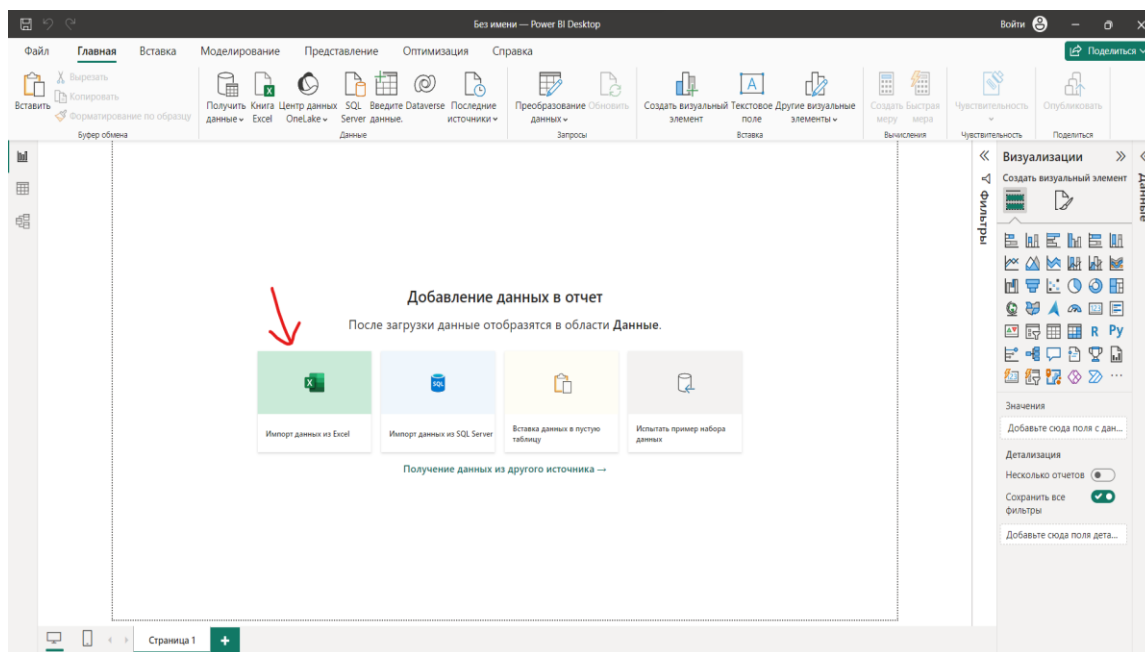 Без имени — Power BI Desktop
Войти
Файл Главная Вставка Моделирование Представление Оптимизация Справка
Поделиться
Вставить
Вырезать
Копировать
Форматирование по образцу
Буфер обмена
Получить данные
Книга Excel
Центр данных OneLake
SQL Server
Введите данные.
Dataverse
Последние источники
Данные
Преобразование данных
Обновить
Запросы
Создать визуальный элемент
Текстовое поле
Другие визуальные элементы
Вставка
Создать меру
Быстрая мера
Вычисления
Чувствительность
Чувствительность
Опубликовать
Поделиться
Добавление данных в отчет
После загрузки данные отобразятся в области Данные.
Импорт данных из Excel
SQL
Импорт данных из SQL Server
Вставка данных в пустую
таблицу
Испытать пример набора
данных
Получение данных из другого источника →
Фильтры
Визуализации
Создать визуальный элемент
R Py
Значения
Добавьте сюда поля с дан...
Детализация
Несколько отчетов
Сохранить все
фильтры
Добавьте сюда поля дета...
Данные
Страница 1